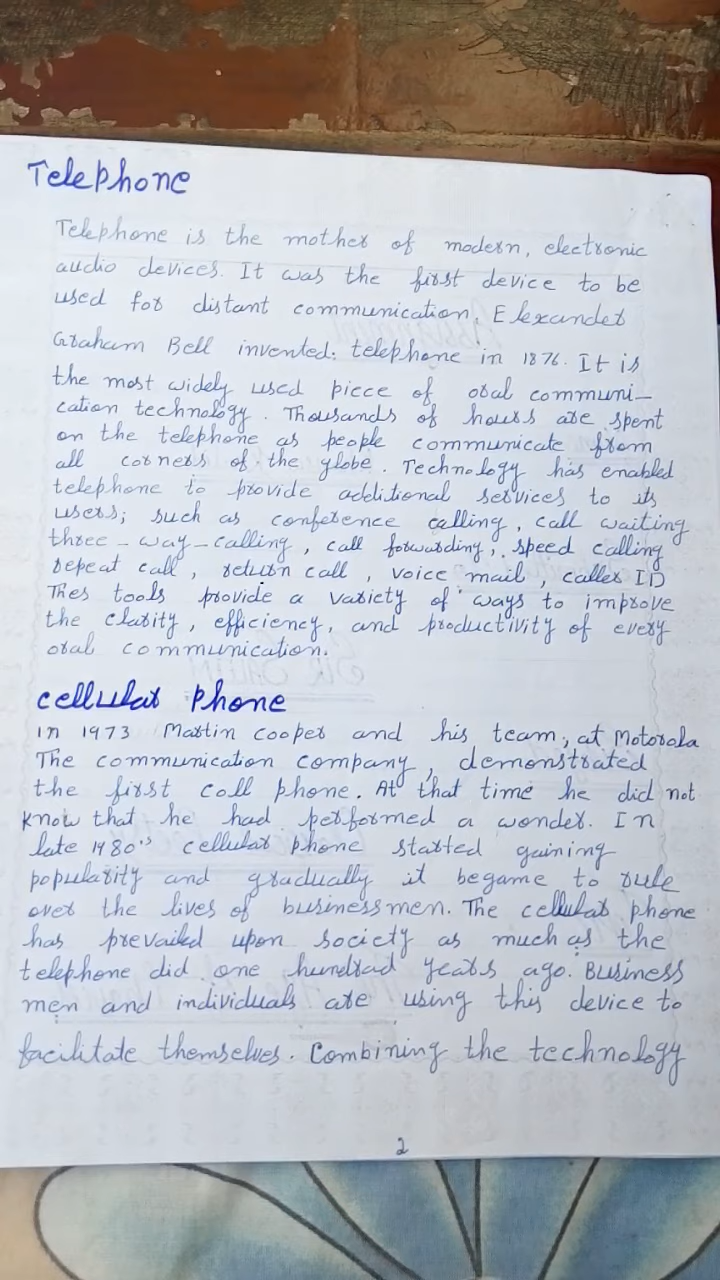 Telephone
Telephone is the mother of modern, electronic
audio devices. It was the first device to be
used for distant communication. Elexander
Graham Bell invented. telephone in 1876. It is
the most widely used piece of oral communi-
cation technology. Thousands of hours are spent
on the telephone as people communicate from
all corners of the globe. Technology has enabled
telephone to provide additional services to its
users; such as conference calling, call waiting
three-way-calling, call forwarding, speed calling
repeat call, return call, voice mail, caller ID
Thes tools provide a variety of ways to improve
the clarity, efficiency, and productivity of every
oral communication.
cellular phone
in 1973 Martin cooper and his team, at Motorola
The communication company, demonstrated
the first coll phone. At that time he did not
know that he had performed a wonder. In
late 1980's cellular phone started gaining
popularity and gradually it begame to rule
over the lives of businessmen. The cellular phone
has prevailed upon society as much as the
telephone did one hundrad years ago. Business
men and individuals are using this device to
facilitate themselves. Combining the technology
2